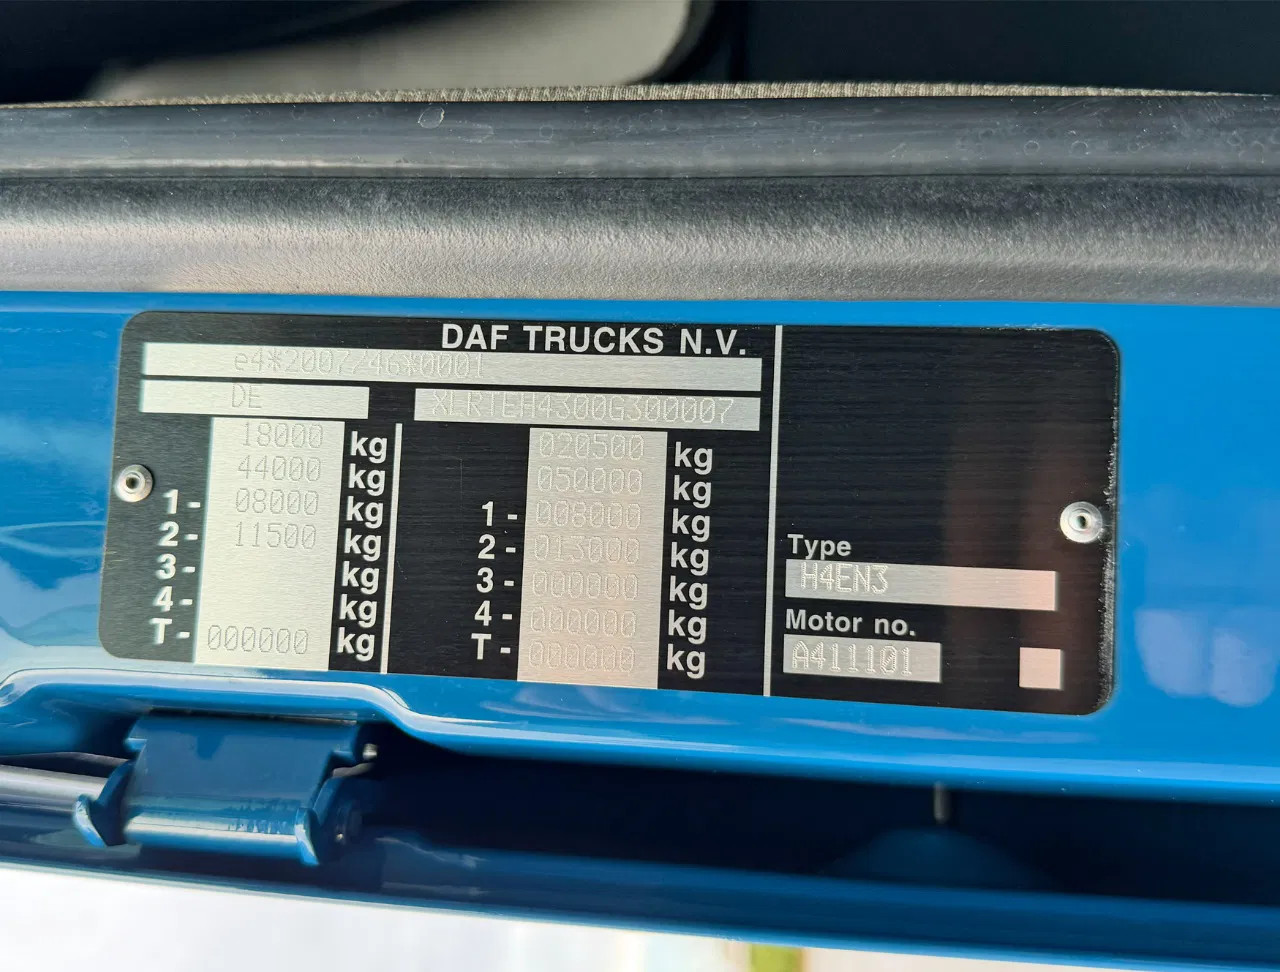 DAF TRUCKS N.V.
e4*2007/46*0001
DE XLRTEH4300G300007
18000 kg 020500 kg
44000 kg 050000 kg
1- 08000 kg 1- 008000 kg
2- 11500 kg 2- 013000 kg
3- kg 3- 000000 kg
4- kg 4- 000000 kg
T- 000000 kg T- 000000 kg
Type
H4EN3
Motor no.
A411101